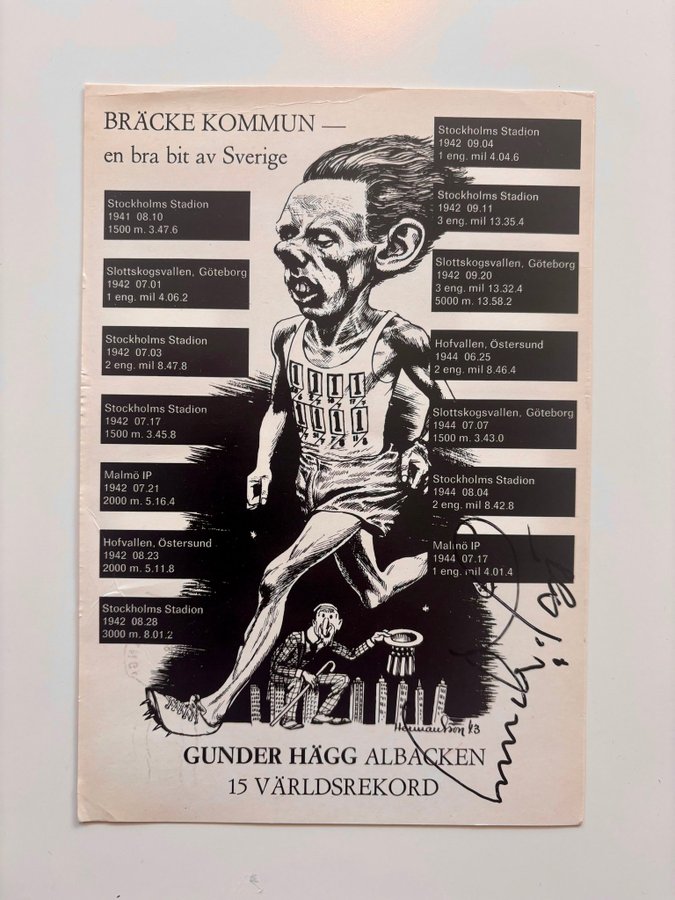 BRÄCKE KOMMUN —
en bra bit av Sverige
Stockholms Stadion
1941 08.10
1500 m. 3.47.6
Slottskogsvallen, Göteborg
1942 07.01
1 eng. mil 4.06.2
Stockholms Stadion
1942 07.03
2 eng. mil 8.47.8
Stockholms Stadion
1942 07.17
1500 m. 3.45.8
Malmö IP
1942 07.21
2000 m. 5.16.4
Hofvallen, Östersund
1942 08.23
2000 m. 5.11.8
Stockholms Stadion
1942 08.28
3000 m. 8.01.2
Stockholms Stadion
1942 09.04
1 eng. mil 4.04.6
Stockholms Stadion
1942 09.11
3 eng. mil 13.35.4
Slottskogsvallen, Göteborg
1942 09.20
3 eng. mil 13.32.4
5000 m. 13.58.2
Hofvallen, Östersund
1944 06.25
2 eng. mil 8.46.4
Slottskogsvallen, Göteborg
1944 07.07
1500 m. 3.43.0
Stockholms Stadion
1944 08.04
2 eng. mil 8.42.8
Malmö IP
1944 07.17
1 eng. mil 4.01.4
GUNDER HÄGG ALBACKEN
15 VÄRLDSREKORD